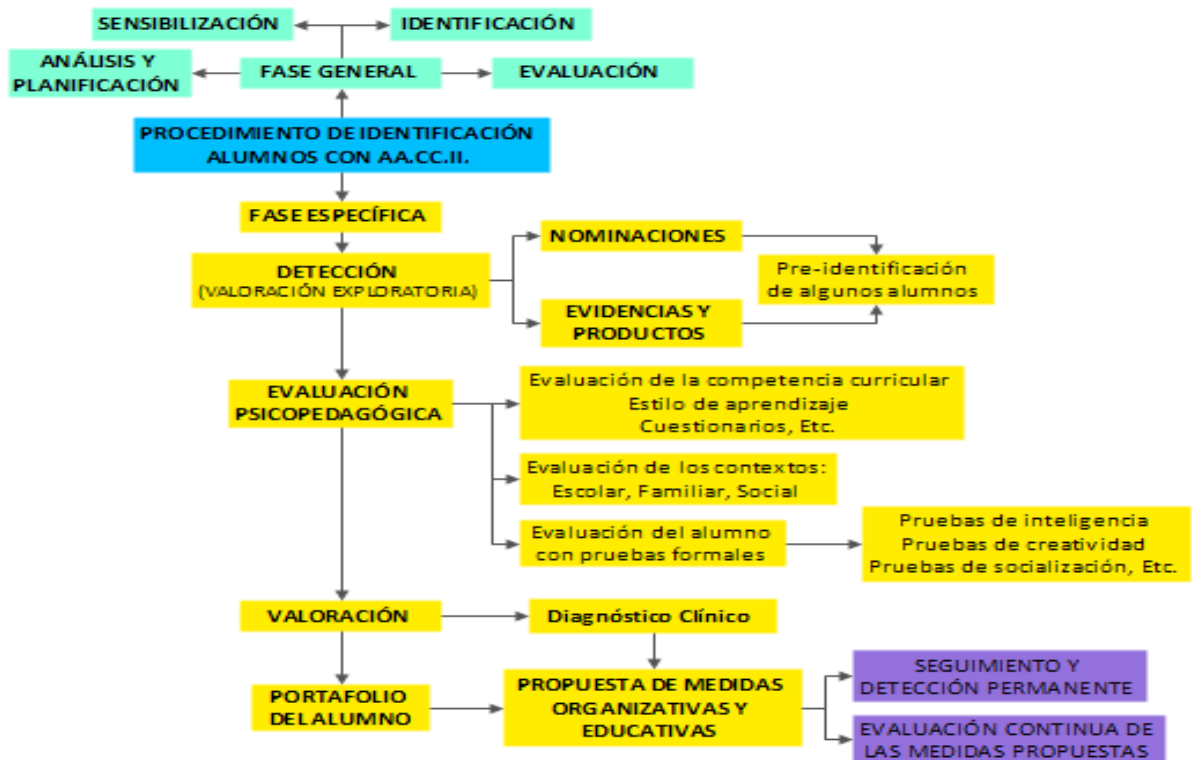 SENSIBILIZACIÓN
IDENTIFICACIÓN
ANÁLISIS Y
PLANIFICACIÓN
FASE GENERAL
EVALUACIÓN
PROCEDIMIENTO DE IDENTIFICACIÓN
ALUMNOS CON AA.CC.II.
FASE ESPECÍFICA
DETECCIÓN
(VALORACIÓN EXPLORATORIA)
NOMINACIONES
EVIDENCIAS Y
PRODUCTOS
Pre-identificación
de algunos alumnos
EVALUACIÓN
PSICOPEDAGÓGICA
Evaluación de la competencia curricular
Estilo de aprendizaje
Cuestionarios, Etc.
Evaluación de los contextos:
Escolar, Familiar, Social
Evaluación del alumno
con pruebas formales
Pruebas de inteligencia
Pruebas de creatividad
Pruebas de socialización, Etc.
VALORACIÓN
Diagnóstico Clínico
PORTAFOLIO
DEL ALUMNO
PROPUESTA DE MEDIDAS
ORGANIZATIVAS Y
EDUCATIVAS
SEGUIMIENTO Y
DETECCIÓN PERMANENTE
EVALUACIÓN CONTINUA DE
LAS MEDIDAS PROPUESTAS